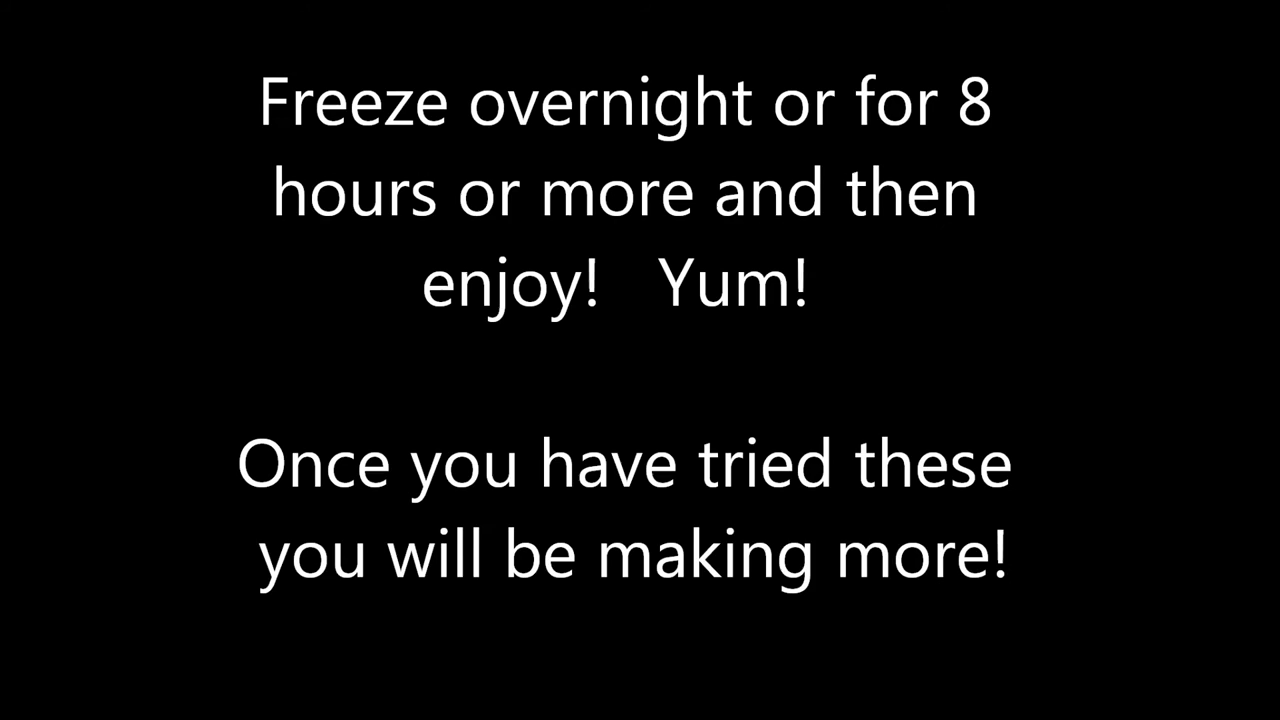 Freeze overnight or for 8
hours or more and then
enjoy!   Yum!
Once you have tried these
you will be making more!